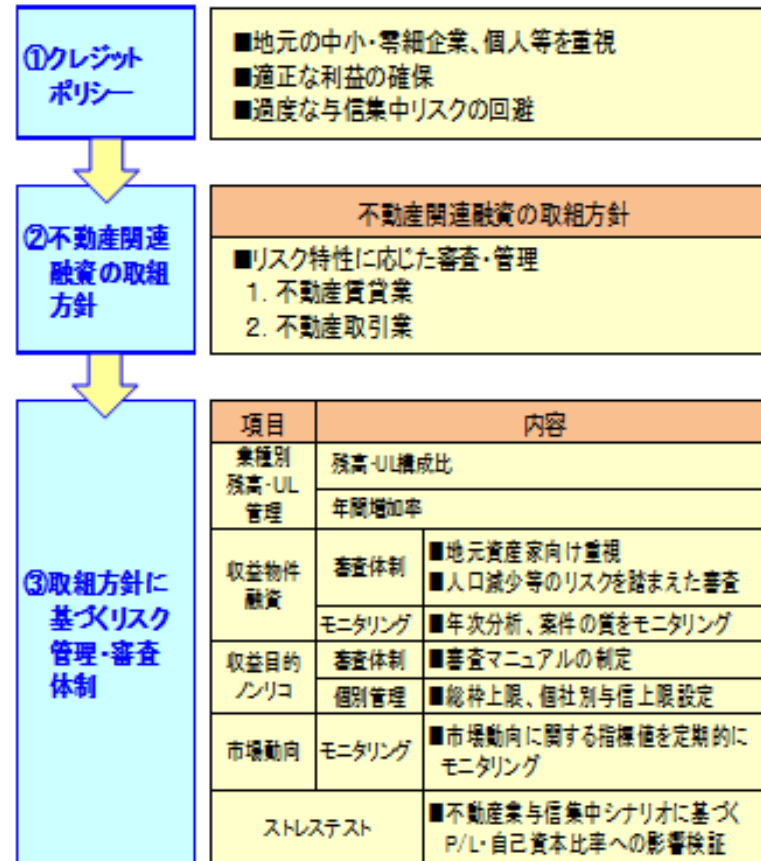 ①クレジット
ポリシー
■地元の中小・零細企業、個人等を重視
■適正な利益の確保
■過度な与信集中リスクの回避
②不動産関連
融資の取組
方針
不動産関連融資の取組方針
■リスク特性に応じた審査・管理
1. 不動産賃貸業
2. 不動産取引業
③取組方針に
基づくリスク
管理・審査
体制
項目
内容
業種別
残高・UL
管理
残高・UL構成比
年間増加率
収益物件
融資
審査体制
■地元資産家向け重視
■人口減少等のリスクを踏まえた審査
モニタリング
■年次分析、案件の質をモニタリング
収益目的
ノンリコ
審査体制
■審査マニュアルの制定
個別管理
■総枠上限、個社別与信上限設定
市場動向
モニタリング
■市場動向に関する指標値を定期的に
モニタリング
ストレステスト
■不動産業与信集中シナリオに基づく
P/L・自己資本比率への影響検証